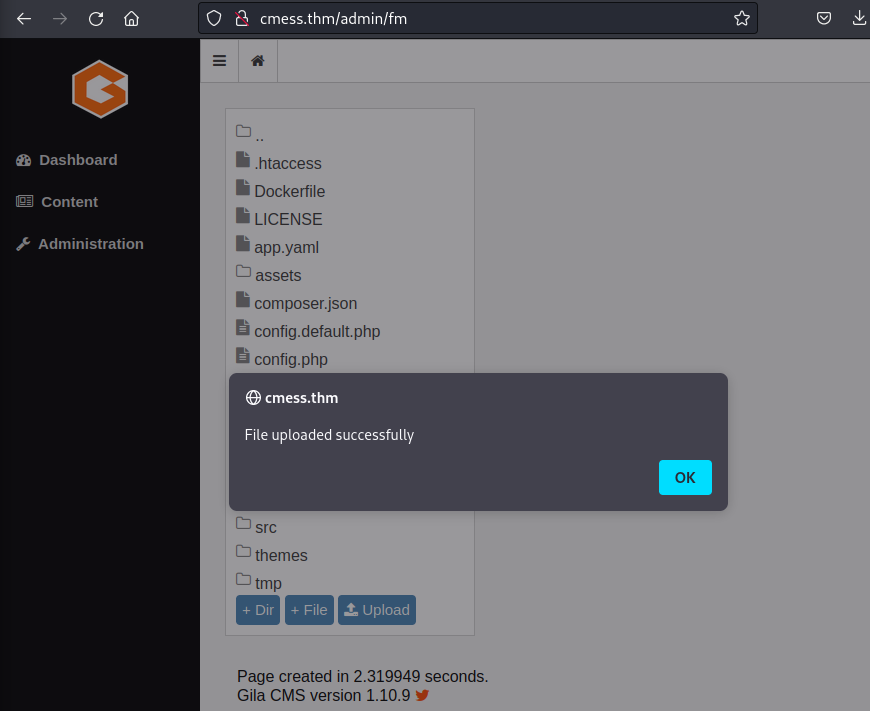 cmess.thm/admin/fm
Dashboard
Content
Administration
..
.htaccess
Dockerfile
LICENSE
app.yaml
assets
composer.json
config.default.php
config.php
cmess.thm
File uploaded successfully
OK
src
themes
tmp
+ Dir + File Upload
Page created in 2.319949 seconds.
Gila CMS version 1.10.9